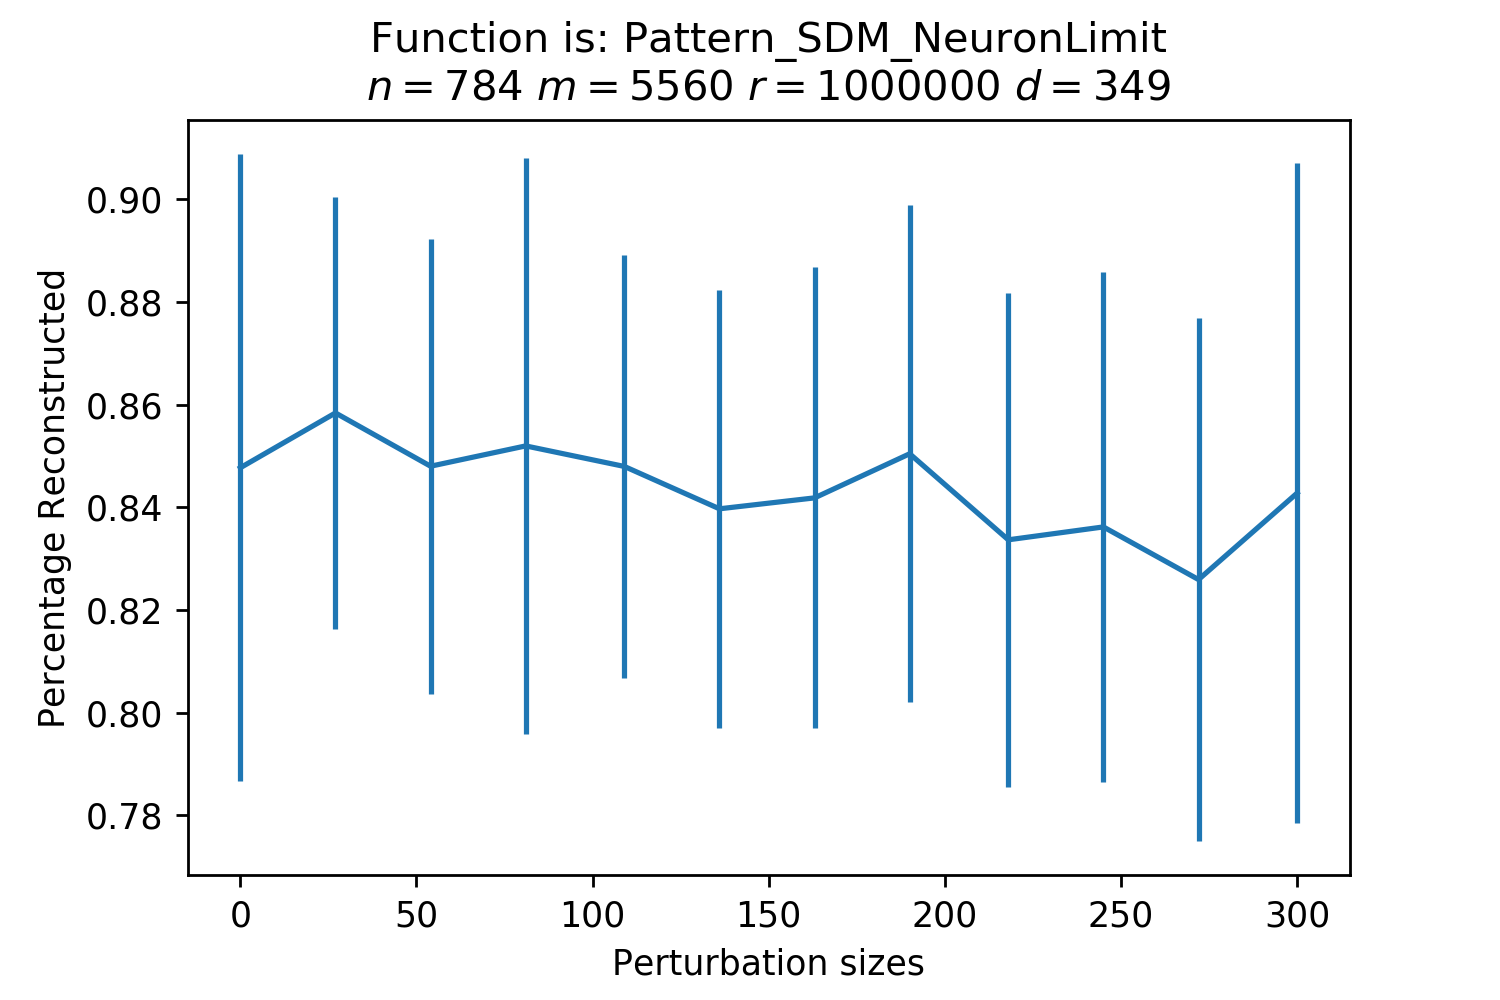 Function is: Pattern_SDM_NeuronLimit
n = 784 m = 5560 r = 1000000 d = 349
Percentage Reconstructed
0.90
0.88
0.86
0.84
0.82
0.80
0.78
0 50 100 150 200 250 300
Perturbation sizes